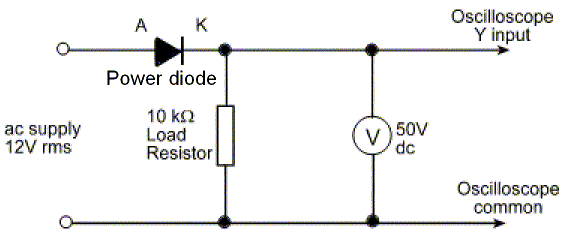 Oscilloscope
Y input
A
K
Power diode
10 kΩ
Load
Resistor
ac supply
12V rms
V
50V
dc
Oscilloscope
common